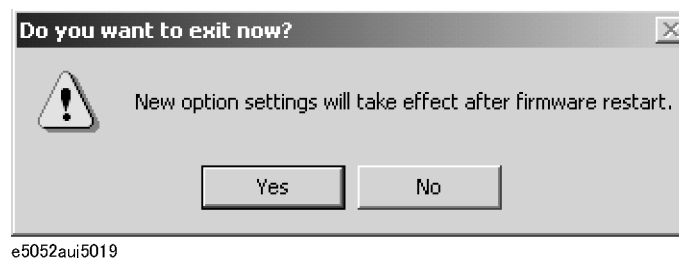 Do you want to exit now?
New option settings will take effect after firmware restart.
Yes No
e5052aui5019